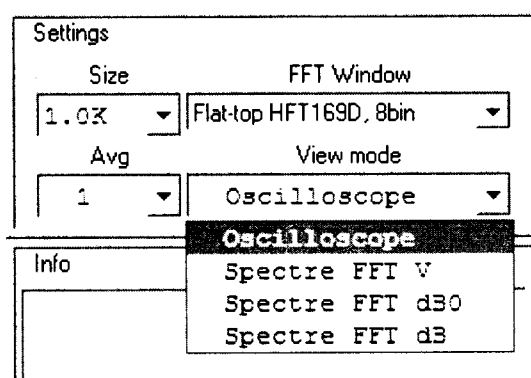 Settings
Size FFT Window
1.0K Flat-top HFT169D, 8bin
Avg View mode
1 Oscilloscope
Oscilloscope
Info
Spectre FFT V
Spectre FFT dB0
Spectre FFT dB